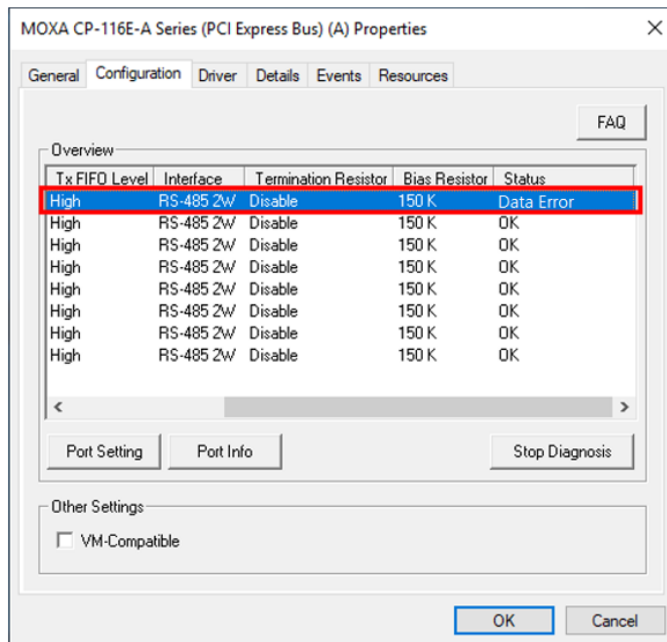 MOXA CP-116E-A Series (PCI Express Bus) (A) Properties
General Configuration Driver Details Events Resources
FAQ
Overview
Tx FIFO Level Interface Termination Resistor Bias Resistor Status
High RS-485 2W Disable 150 K Data Error
High RS-485 2W Disable 150 K OK
High RS-485 2W Disable 150 K OK
High RS-485 2W Disable 150 K OK
High RS-485 2W Disable 150 K OK
High RS-485 2W Disable 150 K OK
High RS-485 2W Disable 150 K OK
High RS-485 2W Disable 150 K OK
Port Setting Port Info Stop Diagnosis
Other Settings
VM-Compatible
OK Cancel